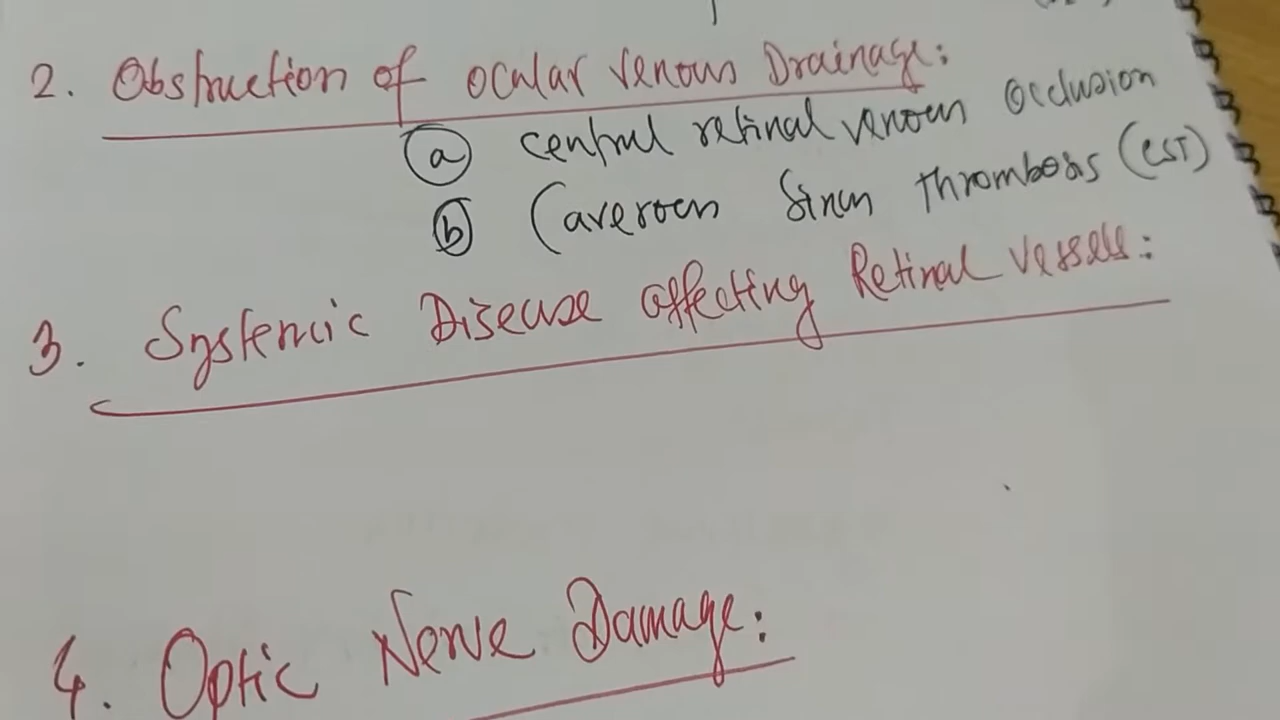 2. Obstruction of ocular venous Drainage:
(a) central retinal venous occlusion
(b) Cavernous Sinus thrombosis (CST)
3. Systemic Disease affecting Retinal vessels:
4. Optic Nerve Damage: